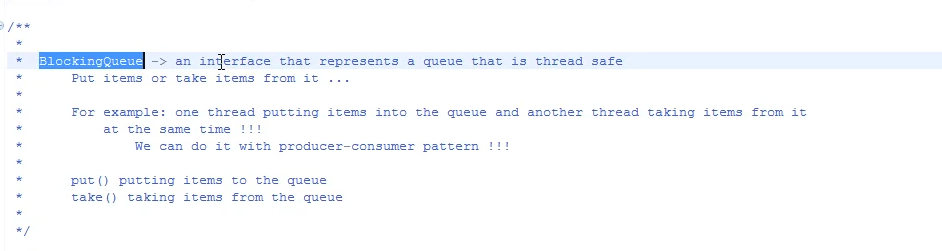 /**
*
* BlockingQueue -> an interface that represents a queue that is thread safe
* Put items or take items from it ...
*
* For example: one thread putting items into the queue and another thread taking items from it
* at the same time !!!
* We can do it with producer-consumer pattern !!!
*
* put() putting items to the queue
* take() taking items from the queue
*
*/